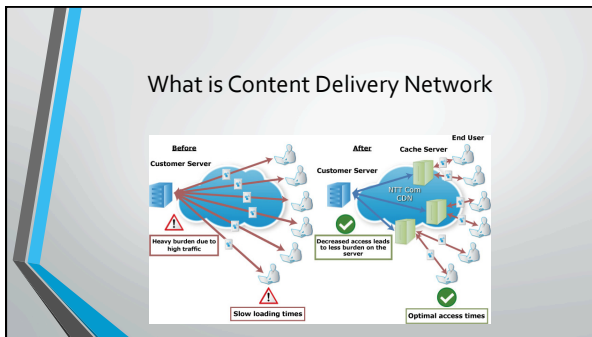 What is Content Delivery Network
Before
Customer Server
Heavy burden due to
high traffic
Slow loading times
After
End User
Cache Server
Customer Server
NTT Com
CDN
Decreased access leads
to less burden on the
server
Optimal access times